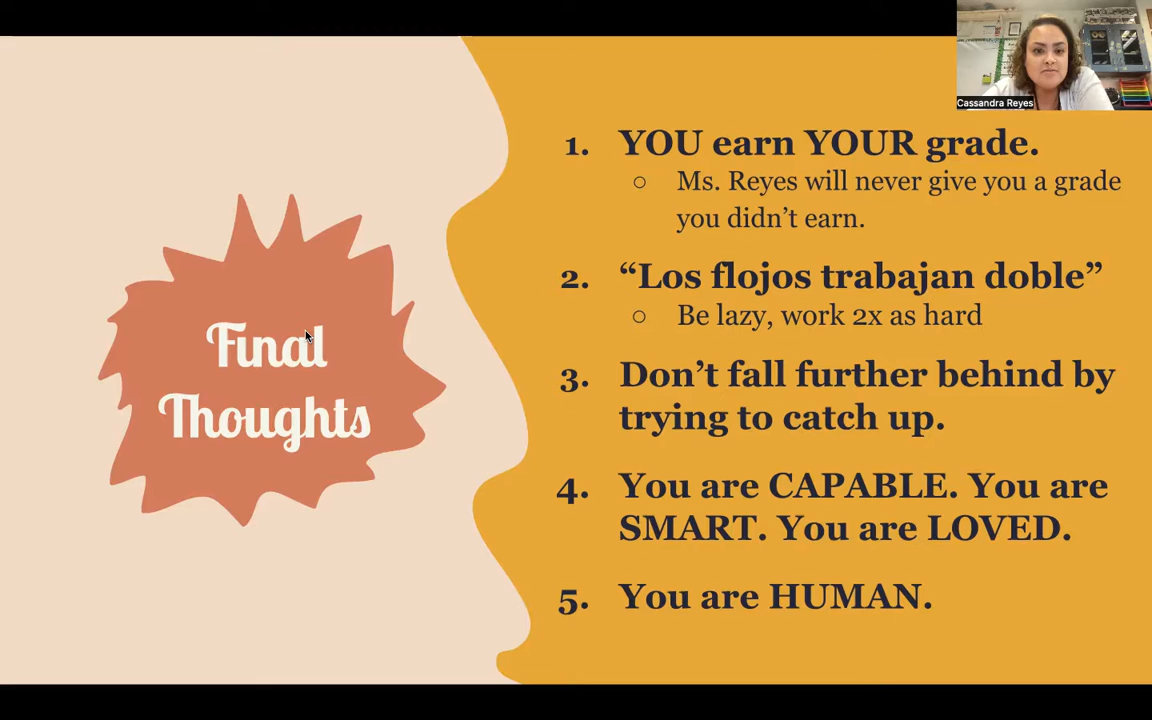 Cassandra Reyes
Final
Thoughts
1. YOU earn YOUR grade.
○ Ms. Reyes will never give you a grade
you didn’t earn.
2. “Los flojos trabajan doble”
○ Be lazy, work 2x as hard
3. Don’t fall further behind by
trying to catch up.
4. You are CAPABLE. You are
SMART. You are LOVED.
5. You are HUMAN.